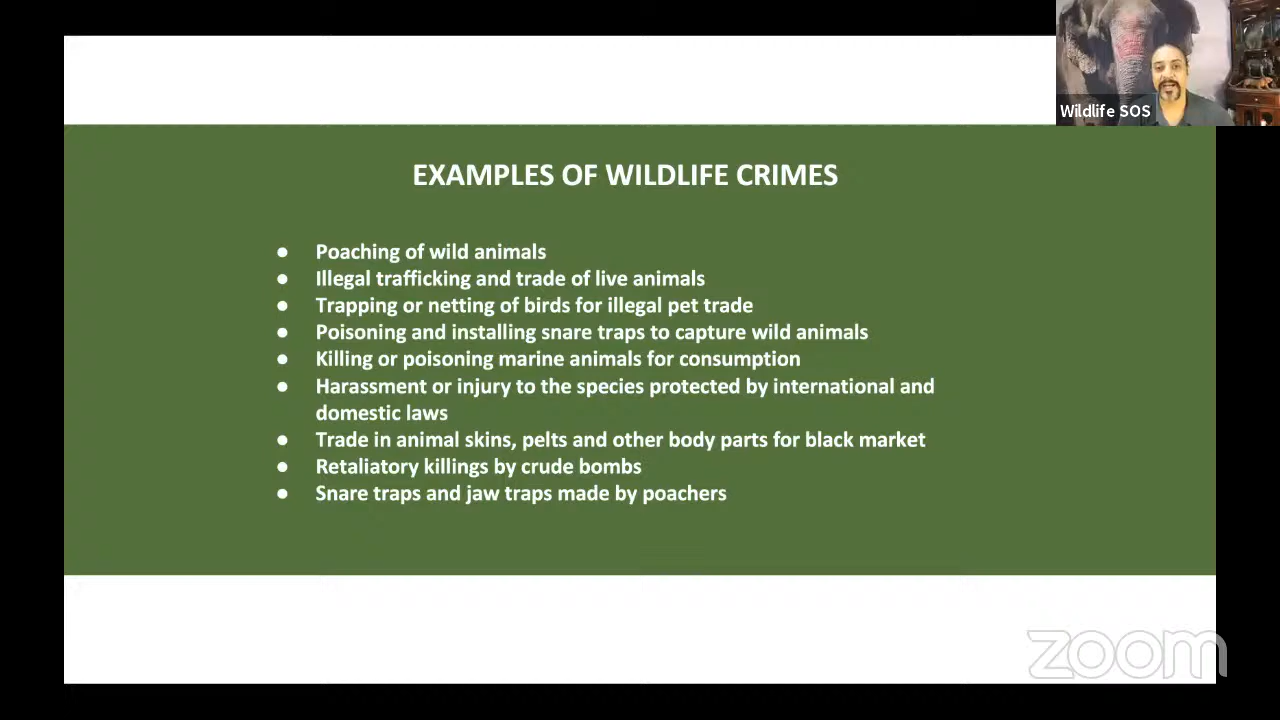 Wildlife SOS
EXAMPLES OF WILDLIFE CRIMES
● Poaching of wild animals
● Illegal trafficking and trade of live animals
● Trapping or netting of birds for illegal pet trade
● Poisoning and installing snare traps to capture wild animals
● Killing or poisoning marine animals for consumption
● Harassment or injury to the species protected by international and
domestic laws
● Trade in animal skins, pelts and other body parts for black market
● Retaliatory killings by crude bombs
● Snare traps and jaw traps made by poachers
zoom